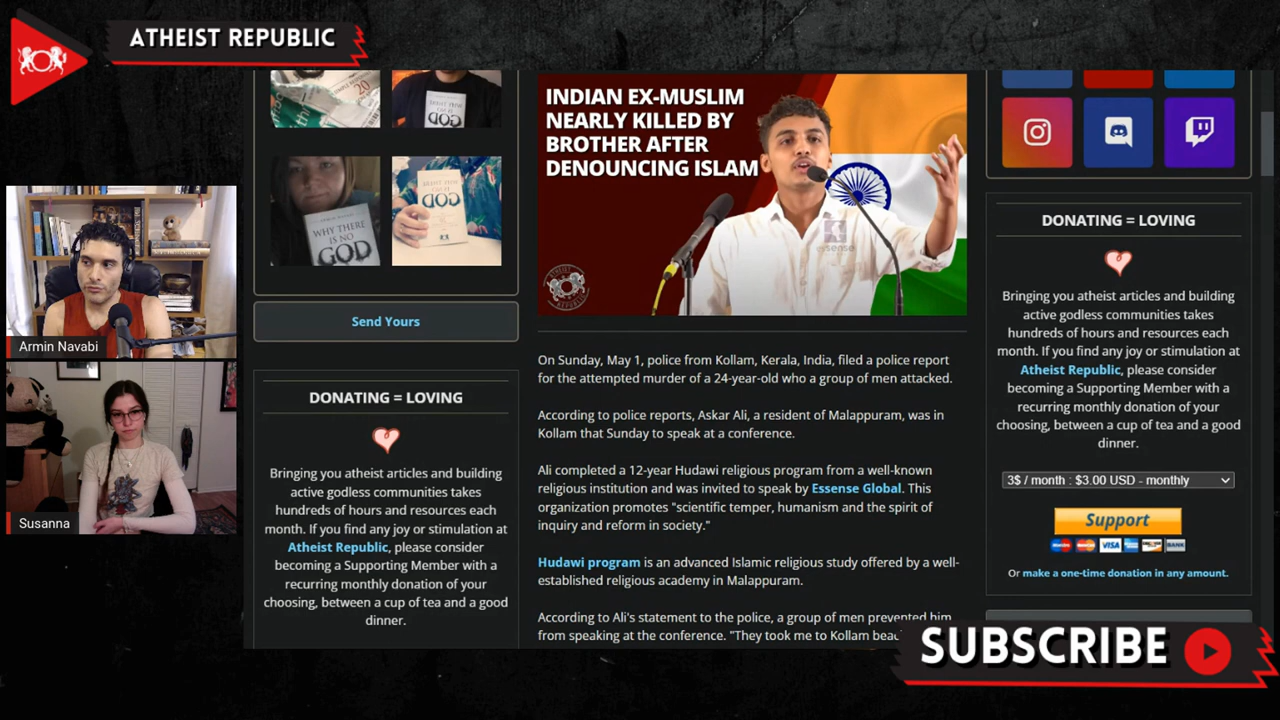 ATHEIST REPUBLIC
Armin Navabi
Susanna
WHY THERE
IS NO
GOD
Send Yours
DONATING = LOVING
Bringing you atheist articles and building
active godless communities takes
hundreds of hours and resources each
month. If you find any joy or stimulation at
Atheist Republic, please consider
becoming a Supporting Member with a
recurring monthly donation of your
choosing, between a cup of tea and a good
dinner.
INDIAN EX-MUSLIM
NEARLY KILLED BY
BROTHER AFTER
DENOUNCING ISLAM
essense
On Sunday, May 1, police from Kollam, Kerala, India, filed a police report
for the attempted murder of a 24-year-old who a group of men attacked.
According to police reports, Askar Ali, a resident of Malappuram, was in
Kollam that Sunday to speak at a conference.
Ali completed a 12-year Hudawi religious program from a well-known
religious institution and was invited to speak by Essense Global. This
organization promotes "scientific temper, humanism and the spirit of
inquiry and reform in society."
Hudawi program is an advanced Islamic religious study offered by a well-
established religious academy in Malappuram.
According to Ali's statement to the police, a group of men prevented him
from speaking at the conference. "They took me to Kollam
DONATING = LOVING
Bringing you atheist articles and building
active godless communities takes
hundreds of hours and resources each
month. If you find any joy or stimulation at
Atheist Republic, please consider
becoming a Supporting Member with a
recurring monthly donation of your
choosing, between a cup of tea and a good
dinner.
3$ / month : $3.00 USD - monthly
Support
VISA
BANK
Or make a one-time donation in any amount.
SUBSCRIBE